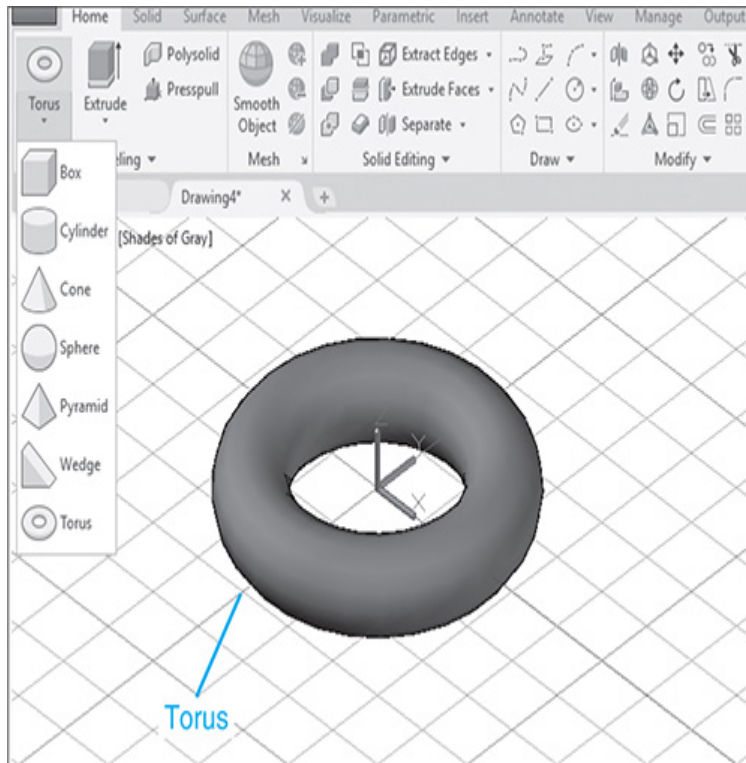 Home Solid Surface Mesh Visualize Parametric Insert Annotate View Manage Output
Torus
Extrude
Polysolid
Presspull
Smooth
Object
Extract Edges
Extrude Faces
Separate
Mesh
Solid Editing
Draw
Modify
Box
Cylinder
Cone
Sphere
Pyramid
Wedge
Torus
Drawing4*
[Shades of Gray]
Z
Y
X
Torus